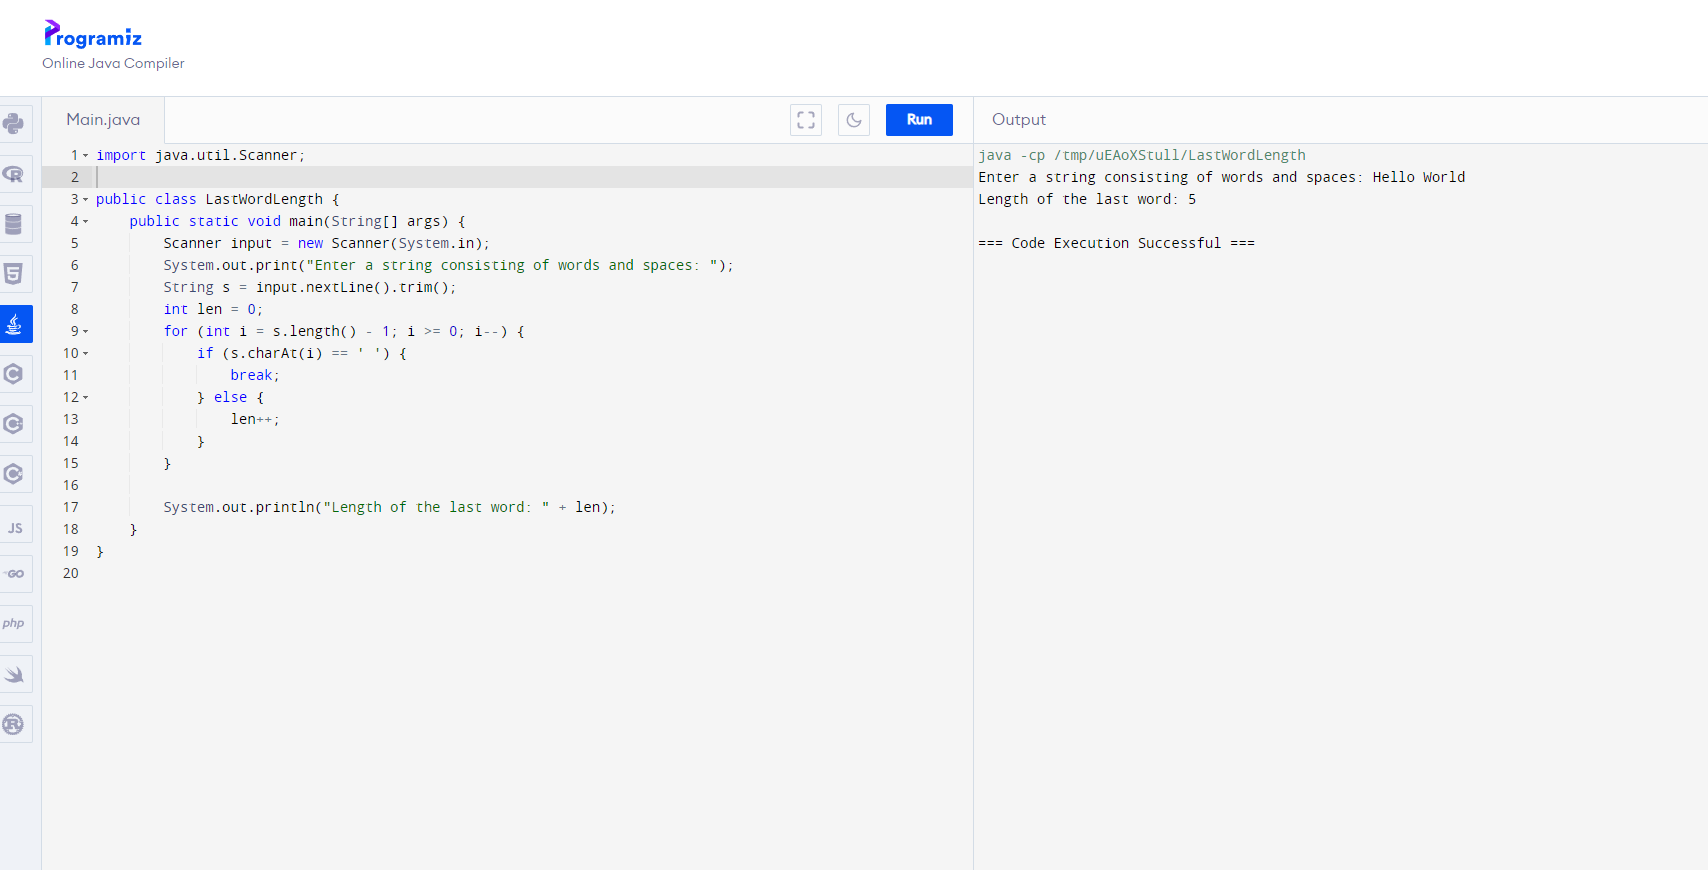 Programiz
Online Java Compiler
Main.java
Run
Output
1 import java.util.Scanner;
2
3 public class LastWordLength {
4     public static void main(String[] args) {
5         Scanner input = new Scanner(System.in);
6         System.out.print("Enter a string consisting of words and spaces: ");
7         String s = input.nextLine().trim();
8         int len = 0;
9         for (int i = s.length() - 1; i >= 0; i--) {
10             if (s.charAt(i) == ' ') {
11                 break;
12             } else {
13                 len++;
14             }
15         }
16
17         System.out.println("Length of the last word: " + len);
18     }
19 }
20
java -cp /tmp/uEAoXStull/LastWordLength
Enter a string consisting of words and spaces: Hello World
Length of the last word: 5
=== Code Execution Successful ===
R
5
C
C
C
JS
GO
php
R